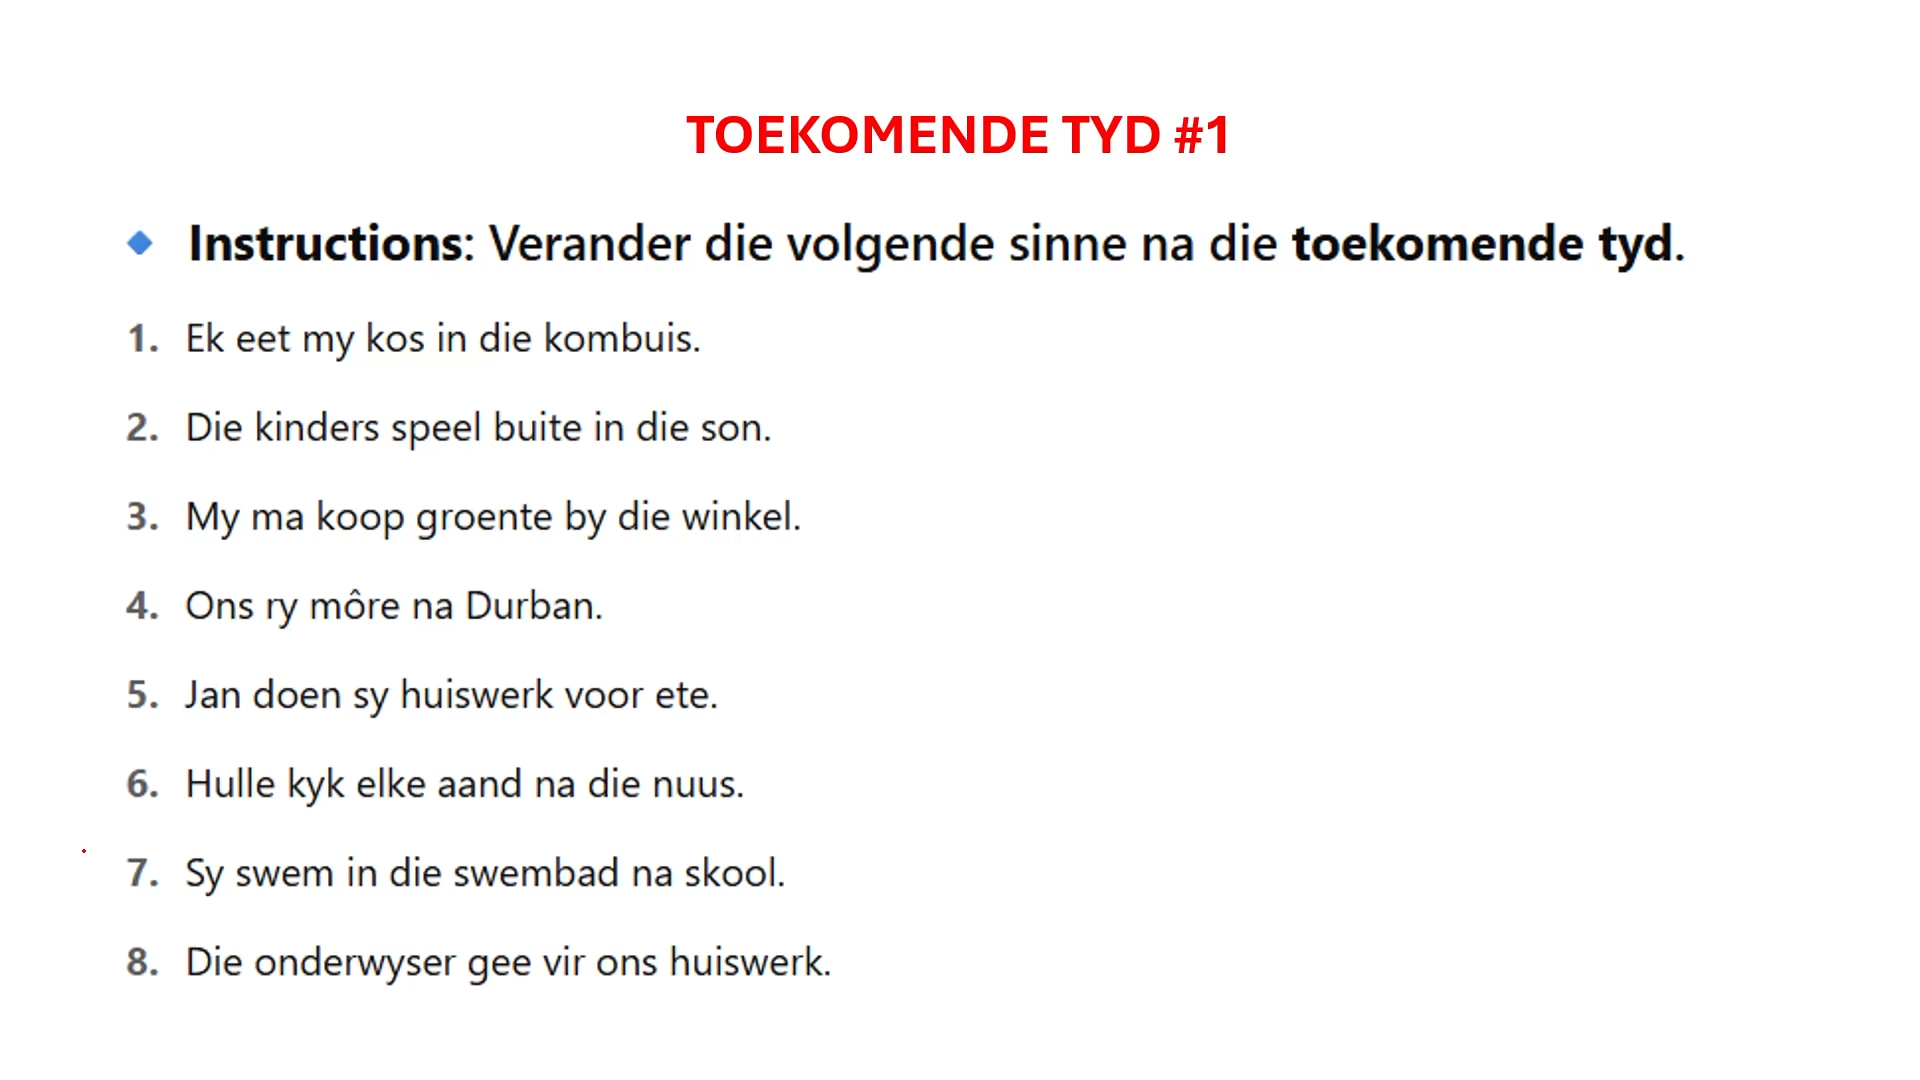 TOEKOMENDE TYD #1
Instructions: Verander die volgende sinne na die toekomende tyd.
1. Ek eet my kos in die kombuis.
2. Die kinders speel buite in die son.
3. My ma koop groente by die winkel.
4. Ons ry môre na Durban.
5. Jan doen sy huiswerk voor ete.
6. Hulle kyk elke aand na die nuus.
7. Sy swem in die swembad na skool.
8. Die onderwyser gee vir ons huiswerk.